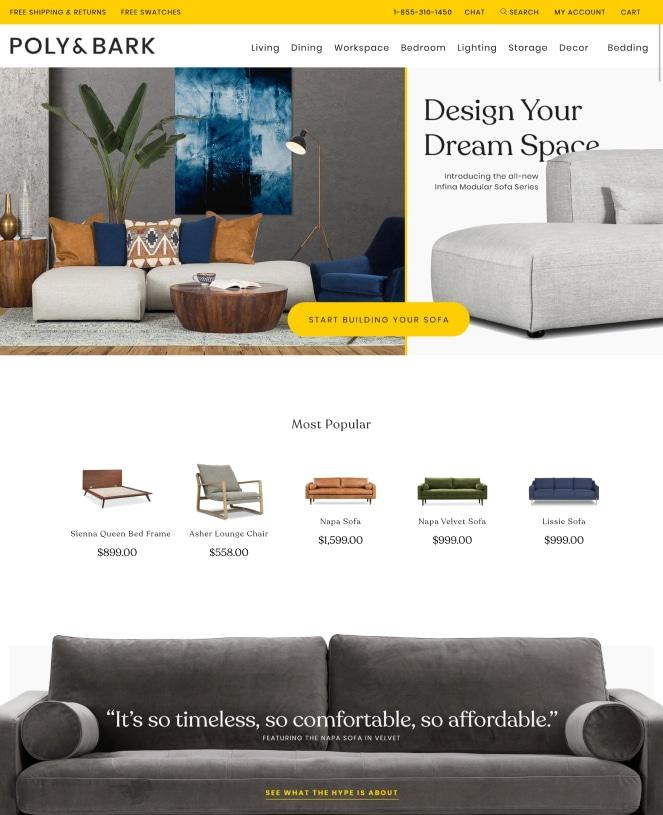 FREE SHIPPING & RETURNS FREE SWATCHES 1-855-310-1450 CHAT SEARCH MY ACCOUNT CART
POLY & BARK
Living Dining Workspace Bedroom Lighting Storage Decor Bedding
Design Your
Dream Space
Introducing the all-new
Infina Modular Sofa Series
START BUILDING YOUR SOFA
Most Popular
Sienna Queen Bed Frame
$899.00
Asher Lounge Chair
$558.00
Napa Sofa
$1,599.00
Napa Velvet Sofa
$999.00
Lissie Sofa
$999.00
“It’s so timeless, so comfortable, so affordable.”
FEATURING THE NAPA SOFA IN VELVET
SEE WHAT THE HYPE IS ABOUT